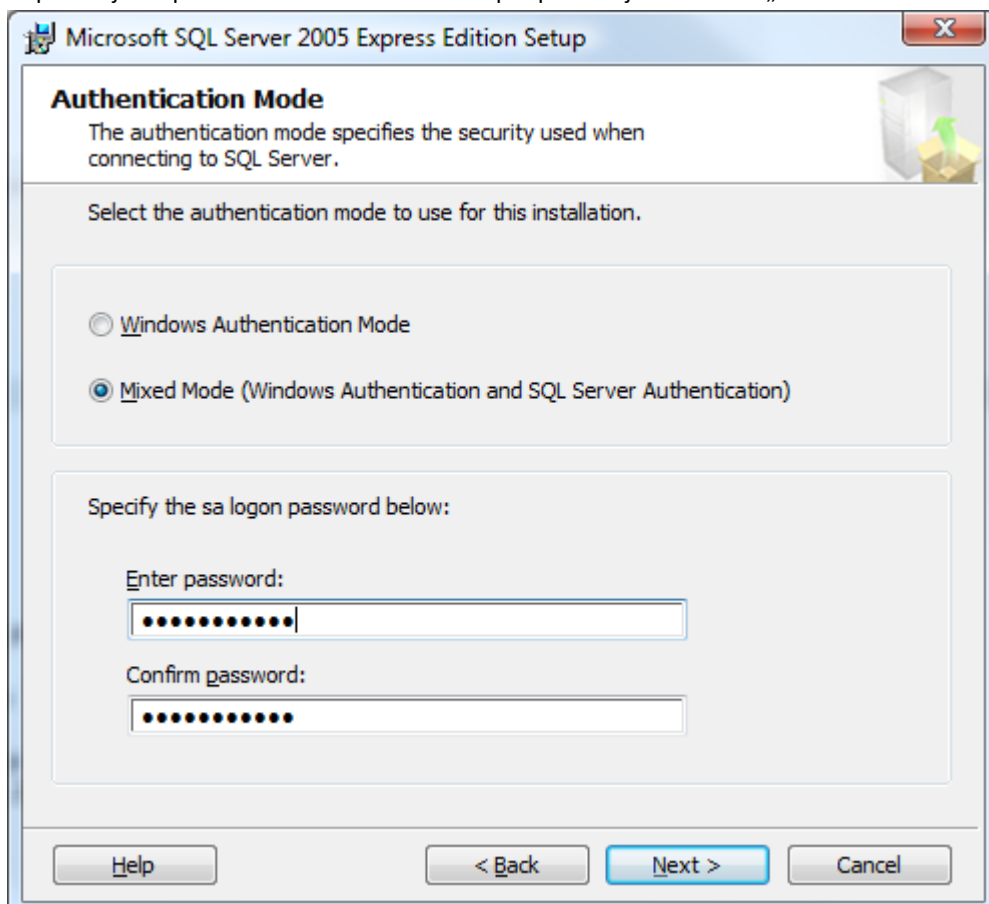 Microsoft SQL Server 2005 Express Edition Setup
Authentication Mode
The authentication mode specifies the security used when
connecting to SQL Server.
Select the authentication mode to use for this installation.
Windows Authentication Mode
Mixed Mode (Windows Authentication and SQL Server Authentication)
Specify the sa logon password below:
Enter password:
●●●●●●●●●●●
Confirm password:
●●●●●●●●●●●
Help < Back Next > Cancel